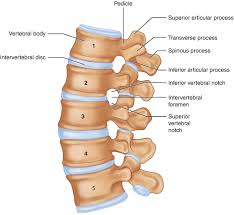 Pedicle
Superior articular process
Transverse process
Spinous process
Vertebral body
Intervertebral disc
Inferior articular process
Inferior vertebral notch
Intervertebral
foramen
Superior
vertebral
notch
1
2
3
4
5